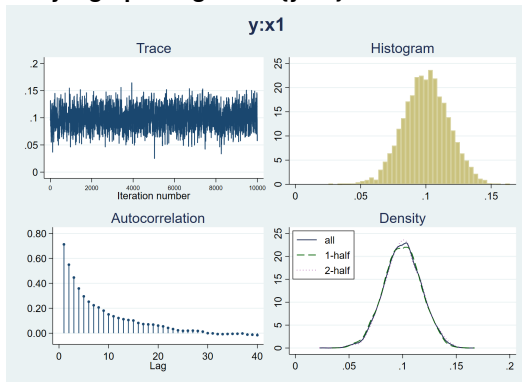 y:x1
Trace
.2
.15
.1
.05
0
0 2000 4000 6000 8000 10000
Iteration number
Histogram
25
20
15
10
5
0
0 .05 .1 .15
Autocorrelation
0.80
0.60
0.40
0.20
0.00
0 10 20 30 40
Lag
Density
all
1-half
2-half
25
20
15
10
5
0
0 .05 .1 .15 .2